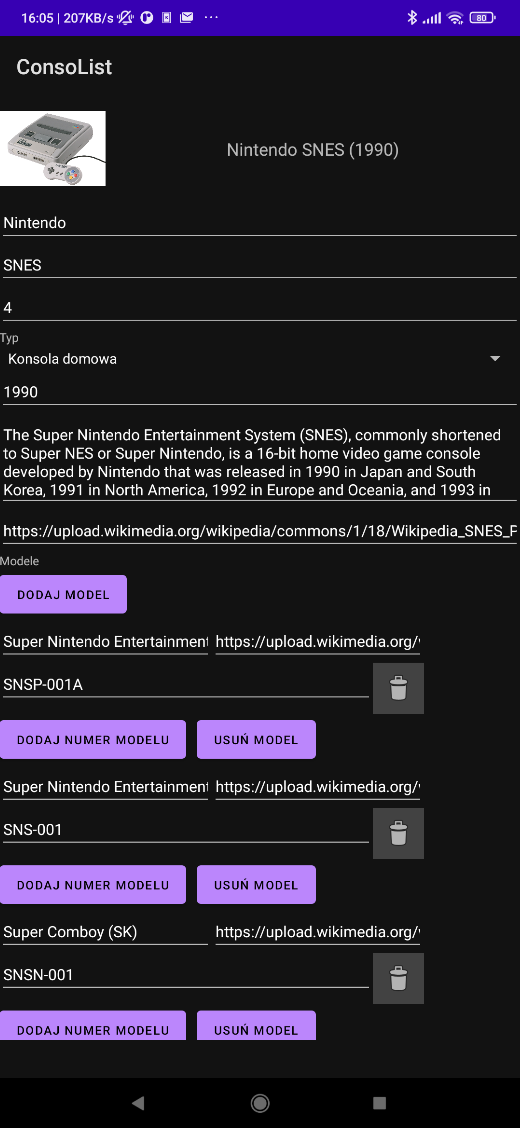 16:05 | 207KB/s
80
ConsoList
Nintendo SNES (1990)
Nintendo
SNES
4
Typ
Konsola domowa
1990
The Super Nintendo Entertainment System (SNES), commonly shortened
to Super NES or Super Nintendo, is a 16-bit home video game console
developed by Nintendo that was released in 1990 in Japan and South
Korea, 1991 in North America, 1992 in Europe and Oceania, and 1993 in
https://upload.wikimedia.org/wikipedia/commons/1/18/Wikipedia_SNES_P
Modele
DODAJ MODEL
Super Nintendo Entertainment https://upload.wikimedia.org/
SNSP-001A
DODAJ NUMER MODELU USUŃ MODEL
Super Nintendo Entertainment https://upload.wikimedia.org/
SNS-001
DODAJ NUMER MODELU USUŃ MODEL
Super Comboy (SK) https://upload.wikimedia.org/
SNSN-001
DODAJ NUMER MODELU USUŃ MODEL